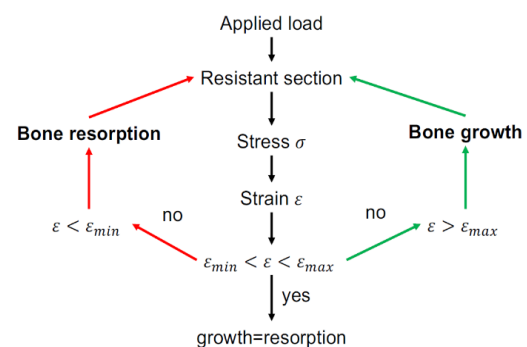 Applied load
Resistant section
Bone resorption
Bone growth
Stress σ
Strain ε
no
no
ε < ε_min
ε > ε_max
ε_min < ε < ε_max
yes
growth=resorption